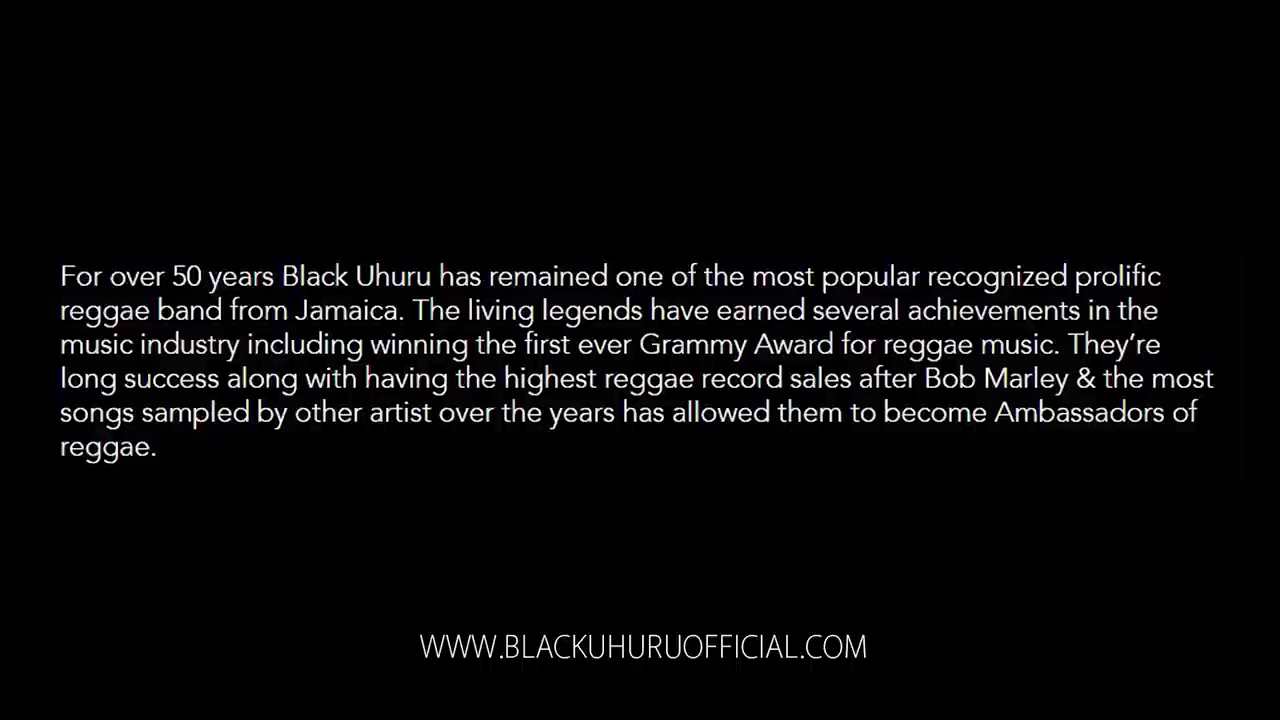 For over 50 years Black Uhuru has remained one of the most popular recognized prolific
reggae band from Jamaica. The living legends have earned several achievements in the
music industry including winning the first ever Grammy Award for reggae music. They’re
long success along with having the highest reggae record sales after Bob Marley & the most
songs sampled by other artist over the years has allowed them to become Ambassadors of
reggae.
WWW.BLACKUHURUOFFICIAL.COM